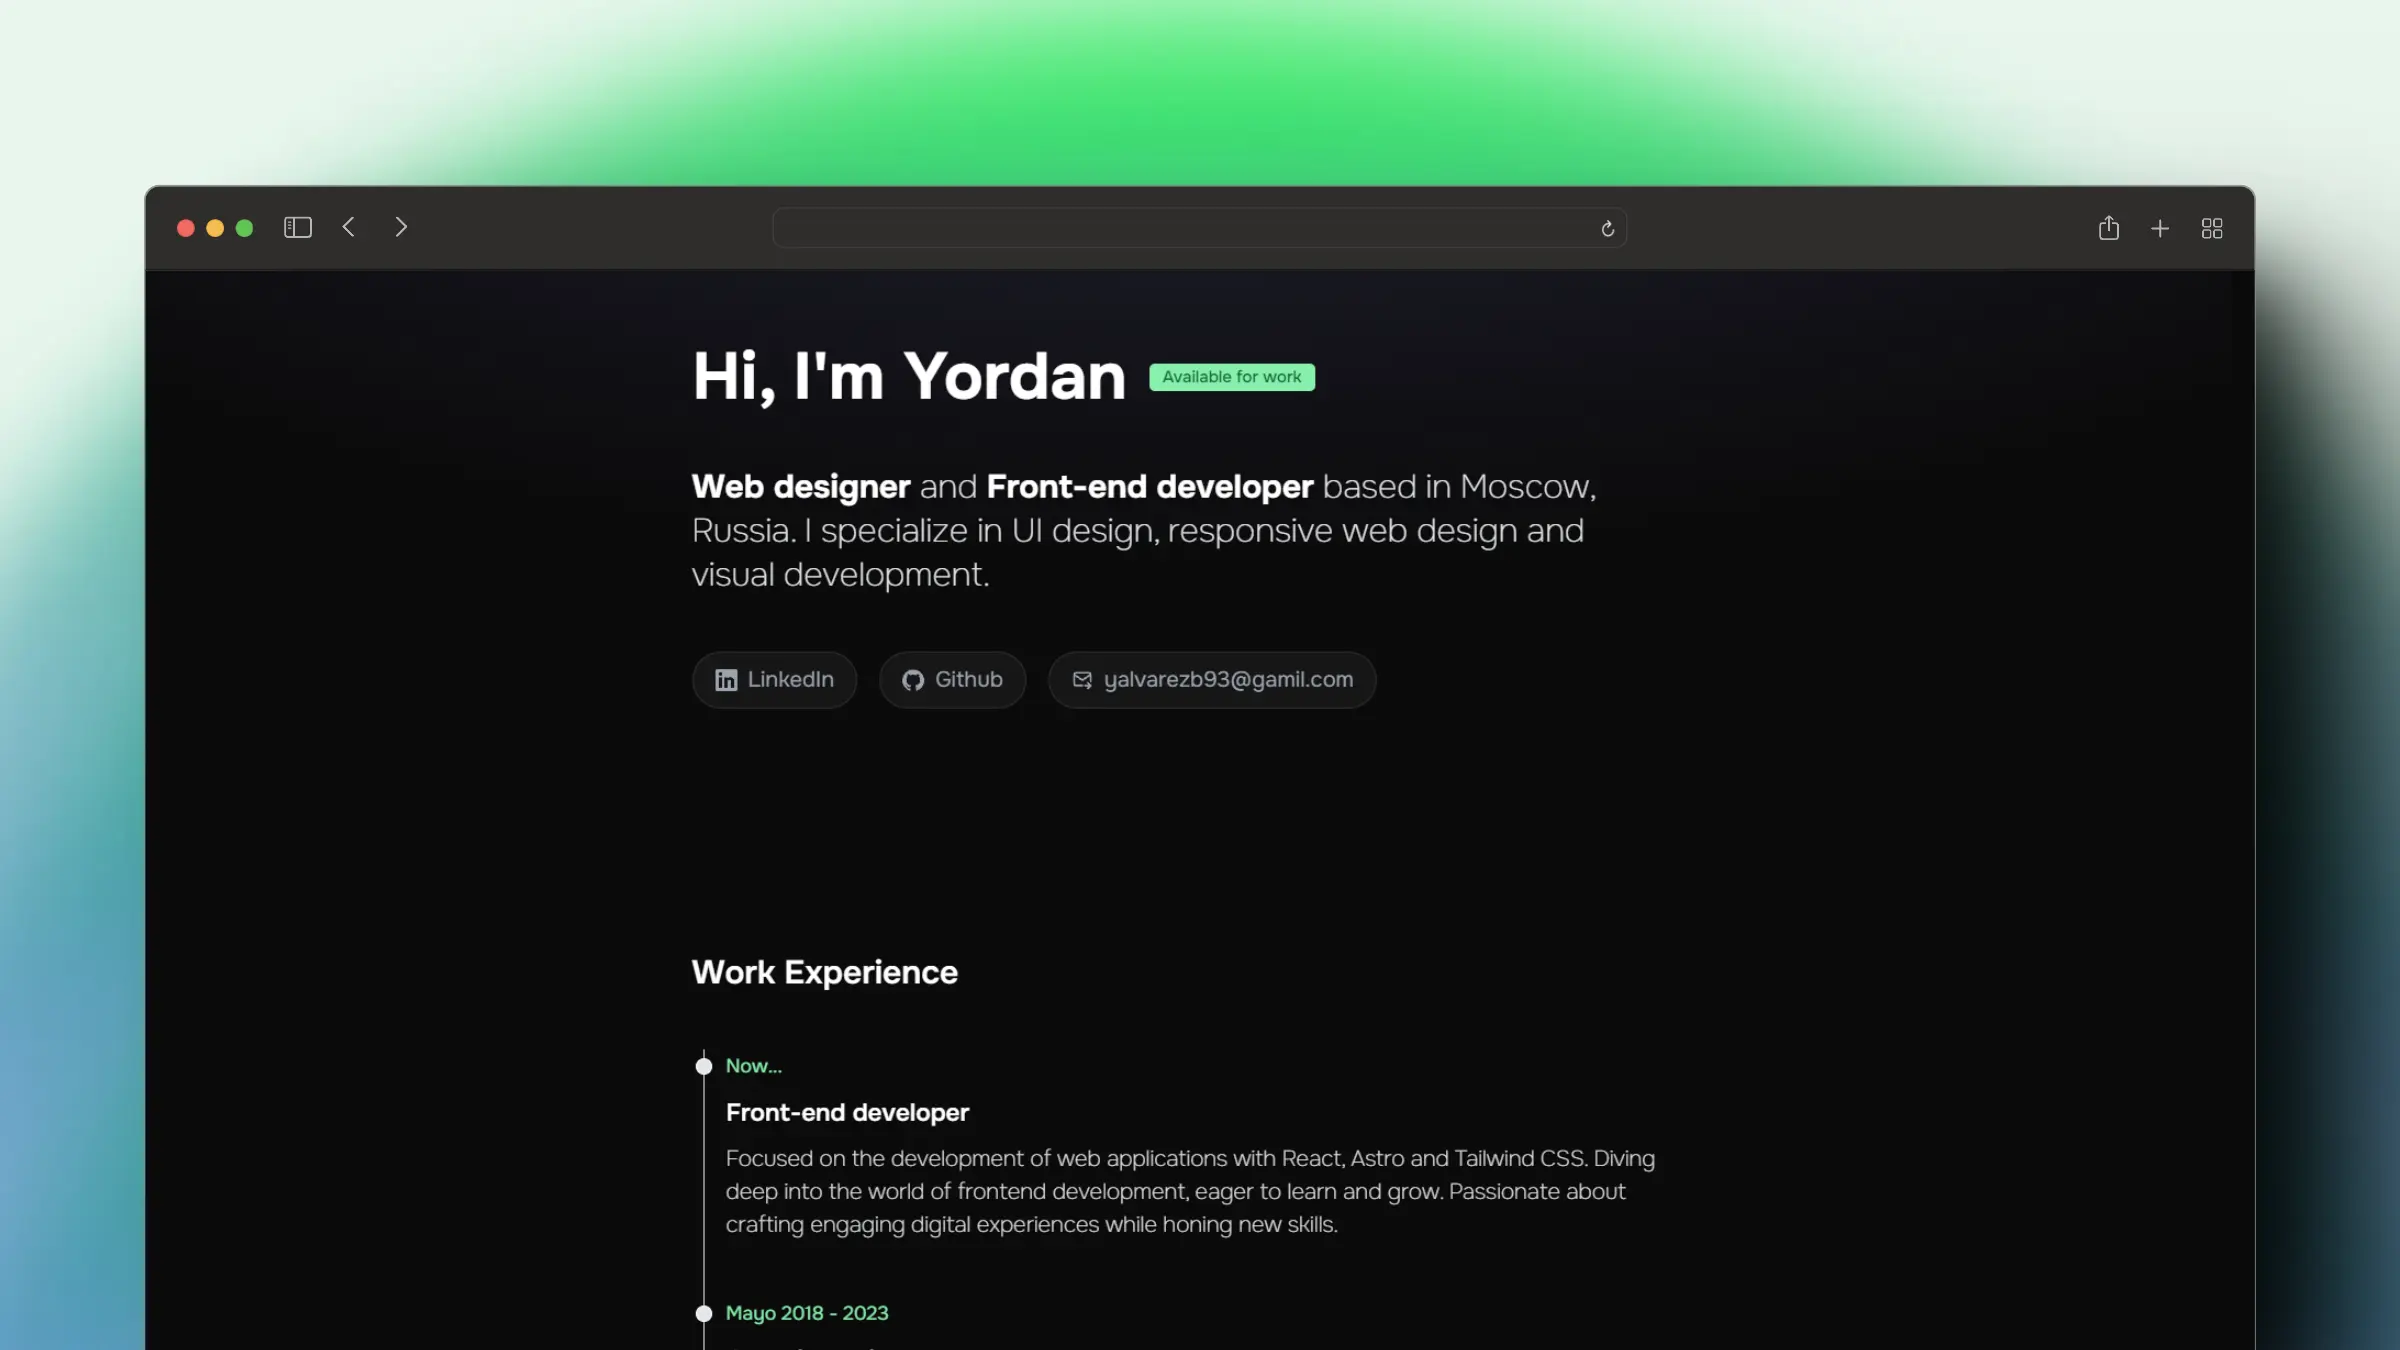 Hi, I'm Yordan
Available for work
Web designer and Front-end developer based in Moscow,
Russia. I specialize in UI design, responsive web design and
visual development.
LinkedIn
Github
yalvarezb93@gamil.com
Work Experience
Now...
Front-end developer
Focused on the development of web applications with React, Astro and Tailwind CSS. Diving
deep into the world of frontend development, eager to learn and grow. Passionate about
crafting engaging digital experiences while honing new skills.
Mayo 2018 - 2023